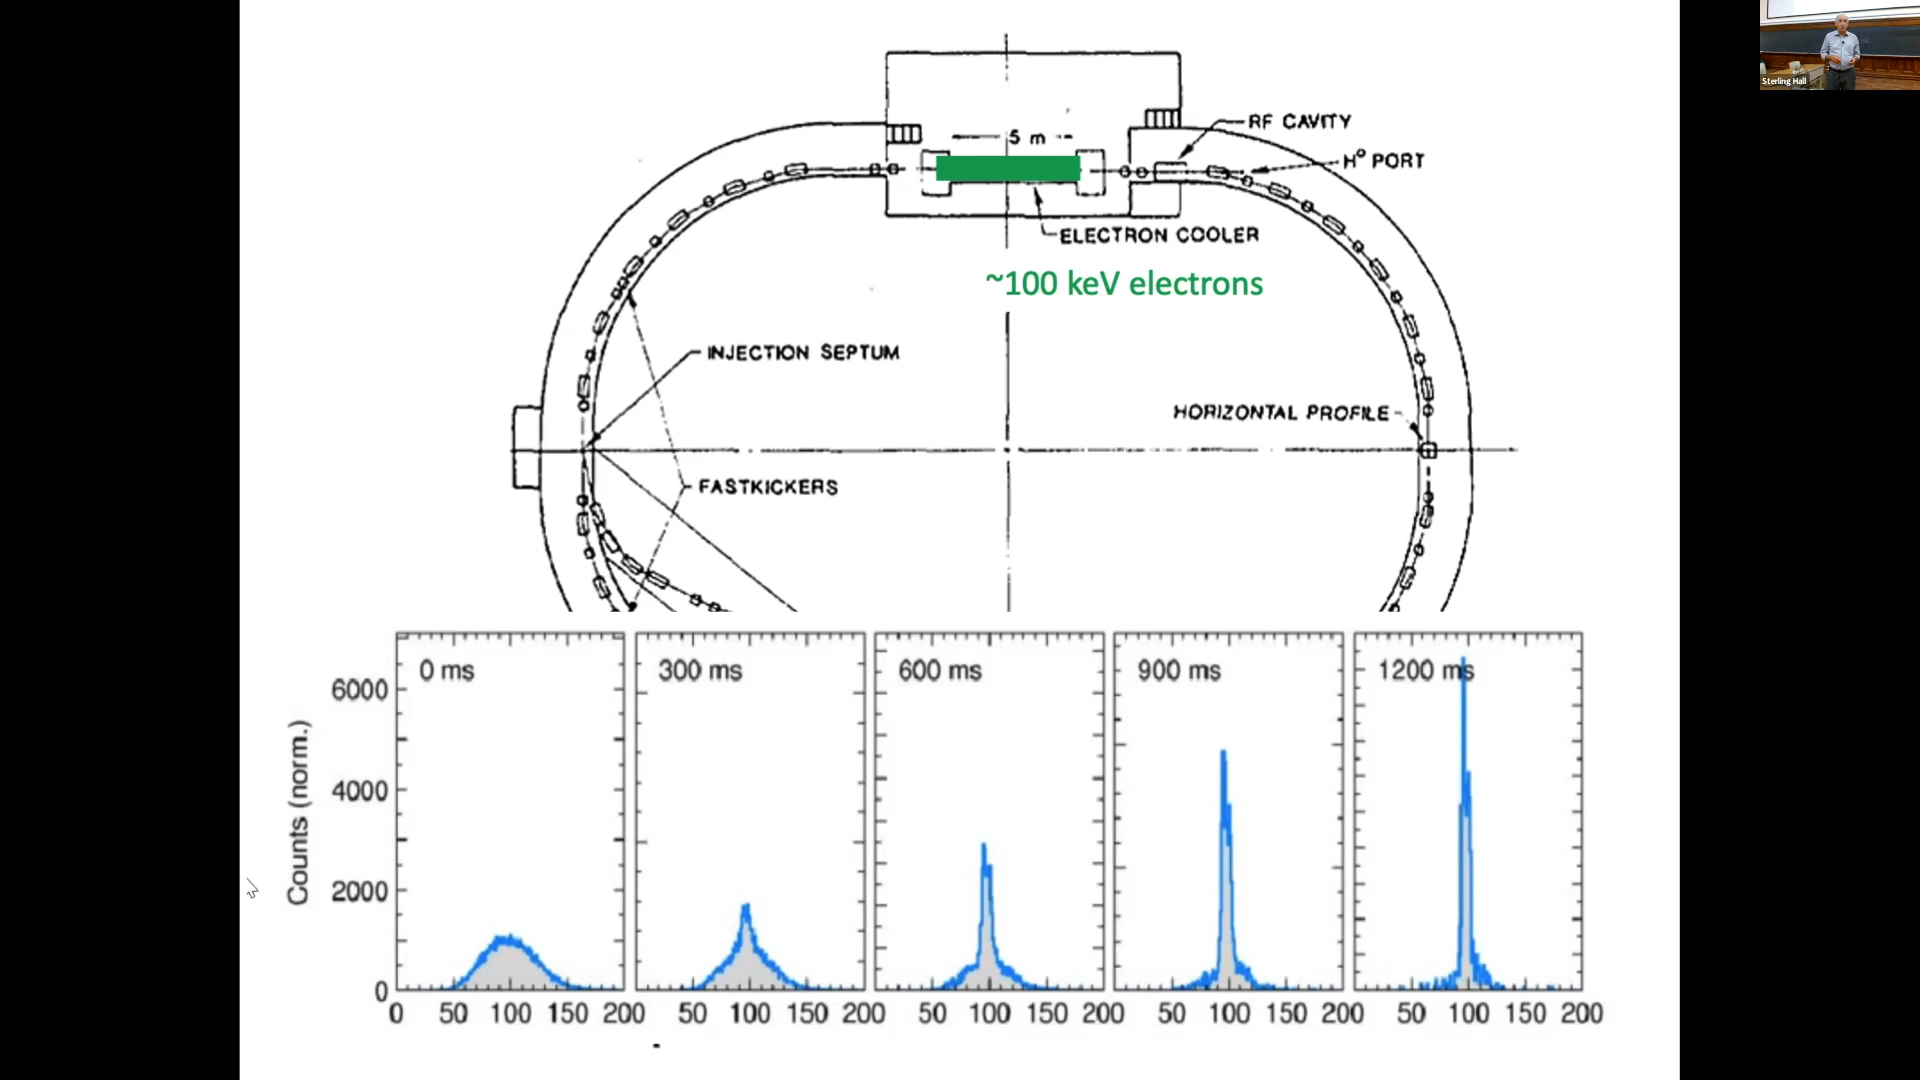 Sterling Hall
5 m
RF CAVITY
H° PORT
ELECTRON COOLER
~100 keV electrons
INJECTION SEPTUM
HORIZONTAL PROFILE
FASTKICKERS
0 ms
300 ms
600 ms
900 ms
1200 ms
6000
4000
2000
0
Counts (norm.)
0 50 100 150 200 50 100 150 200 50 100 150 200 50 100 150 200 50 100 150 200